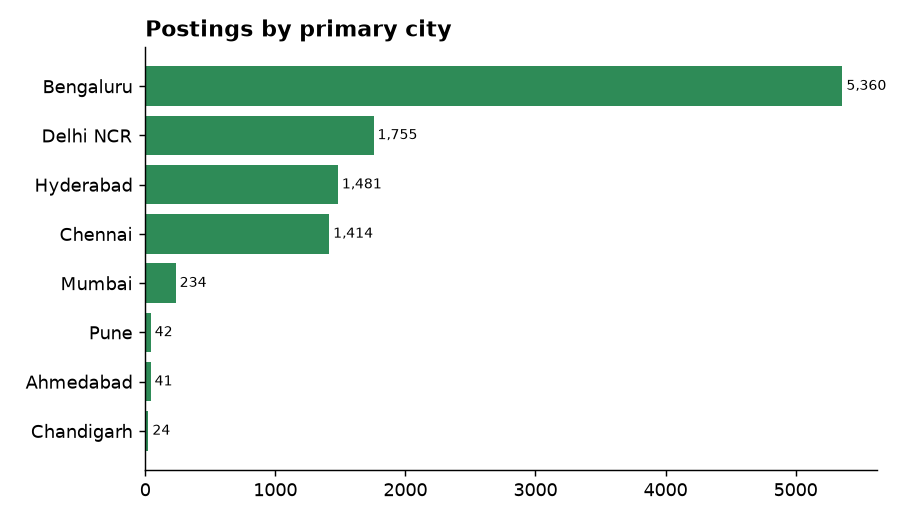 Postings by primary city
Bengaluru 5,360
Delhi NCR 1,755
Hyderabad 1,481
Chennai 1,414
Mumbai 234
Pune 42
Ahmedabad 41
Chandigarh 24
0 1000 2000 3000 4000 5000